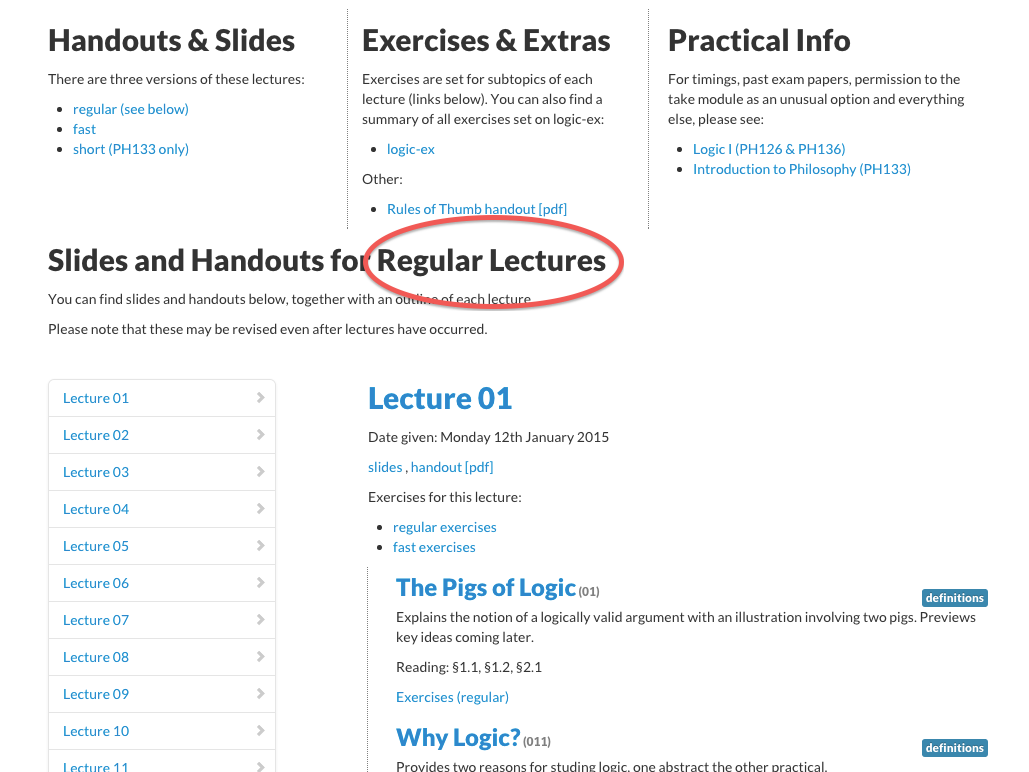 Handouts & Slides
There are three versions of these lectures:
regular (see below)
fast
short (PH133 only)
Exercises & Extras
Exercises are set for subtopics of each
lecture (links below). You can also find a
summary of all exercises set on logic-ex:
logic-ex
Other:
Rules of Thumb handout [pdf]
Practical Info
For timings, past exam papers, permission to the
take module as an unusual option and everything
else, please see:
Logic I (PH126 & PH136)
Introduction to Philosophy (PH133)
Slides and Handouts for Regular Lectures
You can find slides and handouts below, together with an outline of each lecture
Please note that these may be revised even after lectures have occurred.
Lecture 01
Lecture 02
Lecture 03
Lecture 04
Lecture 05
Lecture 06
Lecture 07
Lecture 08
Lecture 09
Lecture 10
Lecture 11
Lecture 01
Date given: Monday 12th January 2015
slides , handout [pdf]
Exercises for this lecture:
regular exercises
fast exercises
The Pigs of Logic (01)
definitions
Explains the notion of a logically valid argument with an illustration involving two pigs. Previews
key ideas coming later.
Reading: §1.1, §1.2, §2.1
Exercises (regular)
Why Logic? (011)
definitions
Provides two reasons for studing logic, one abstract the other practical.